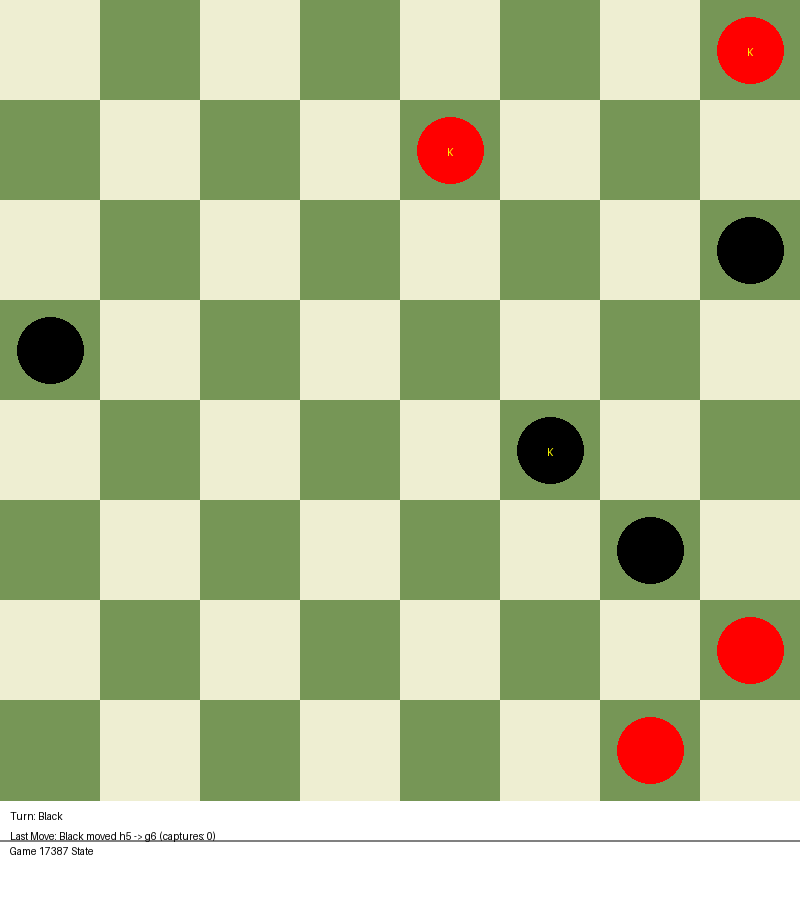 K
K
K
Turn: Black
Last Move: Black moved h5 -> g6 (captures: 0)
Game 17387 State